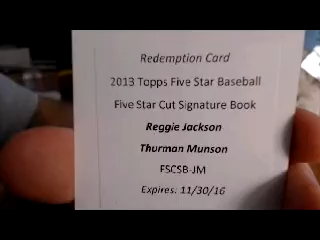 Redemption Card
2013 Topps Five Star Baseball
Five Star Cut Signature Book
Reggie Jackson
Thurman Munson
FSCSB-JM
Expires: 11/30/16